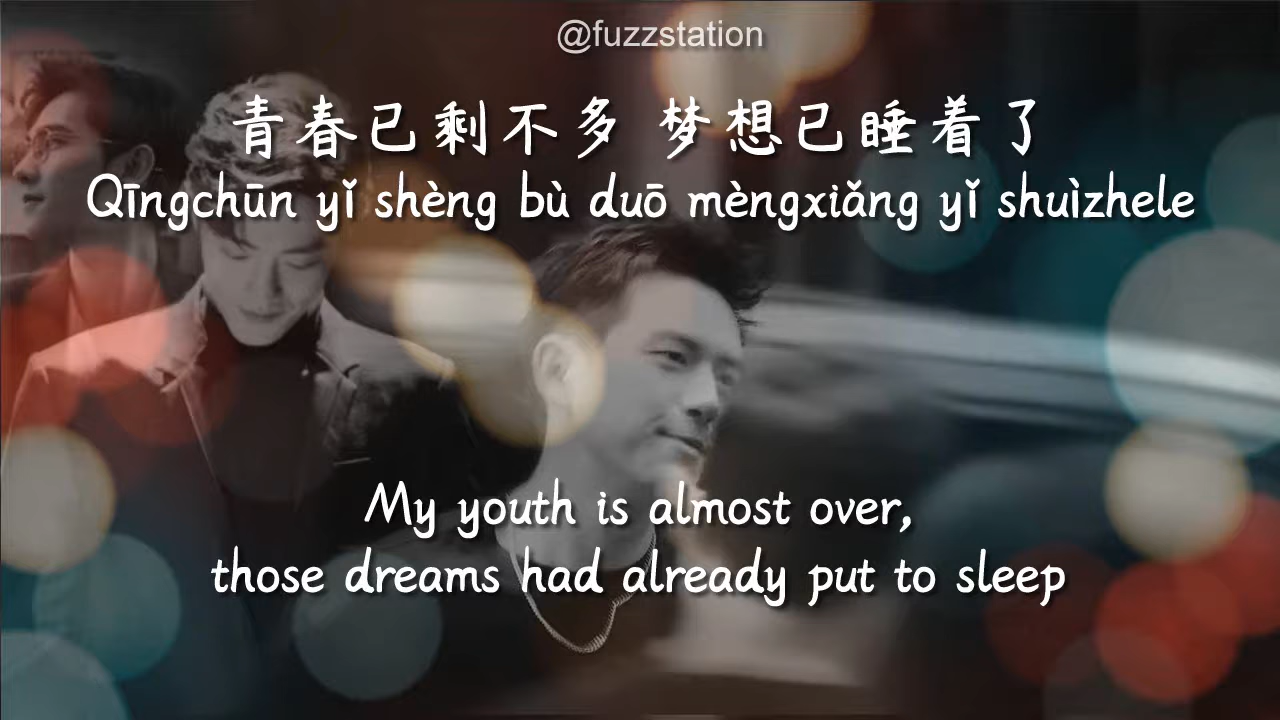 @fuzzstation
青春已剩不多 梦想已睡着了
Qīngchūn yǐ shèng bù duō mèngxiǎng yǐ shuìzhele
My youth is almost over,
those dreams had already put to sleep